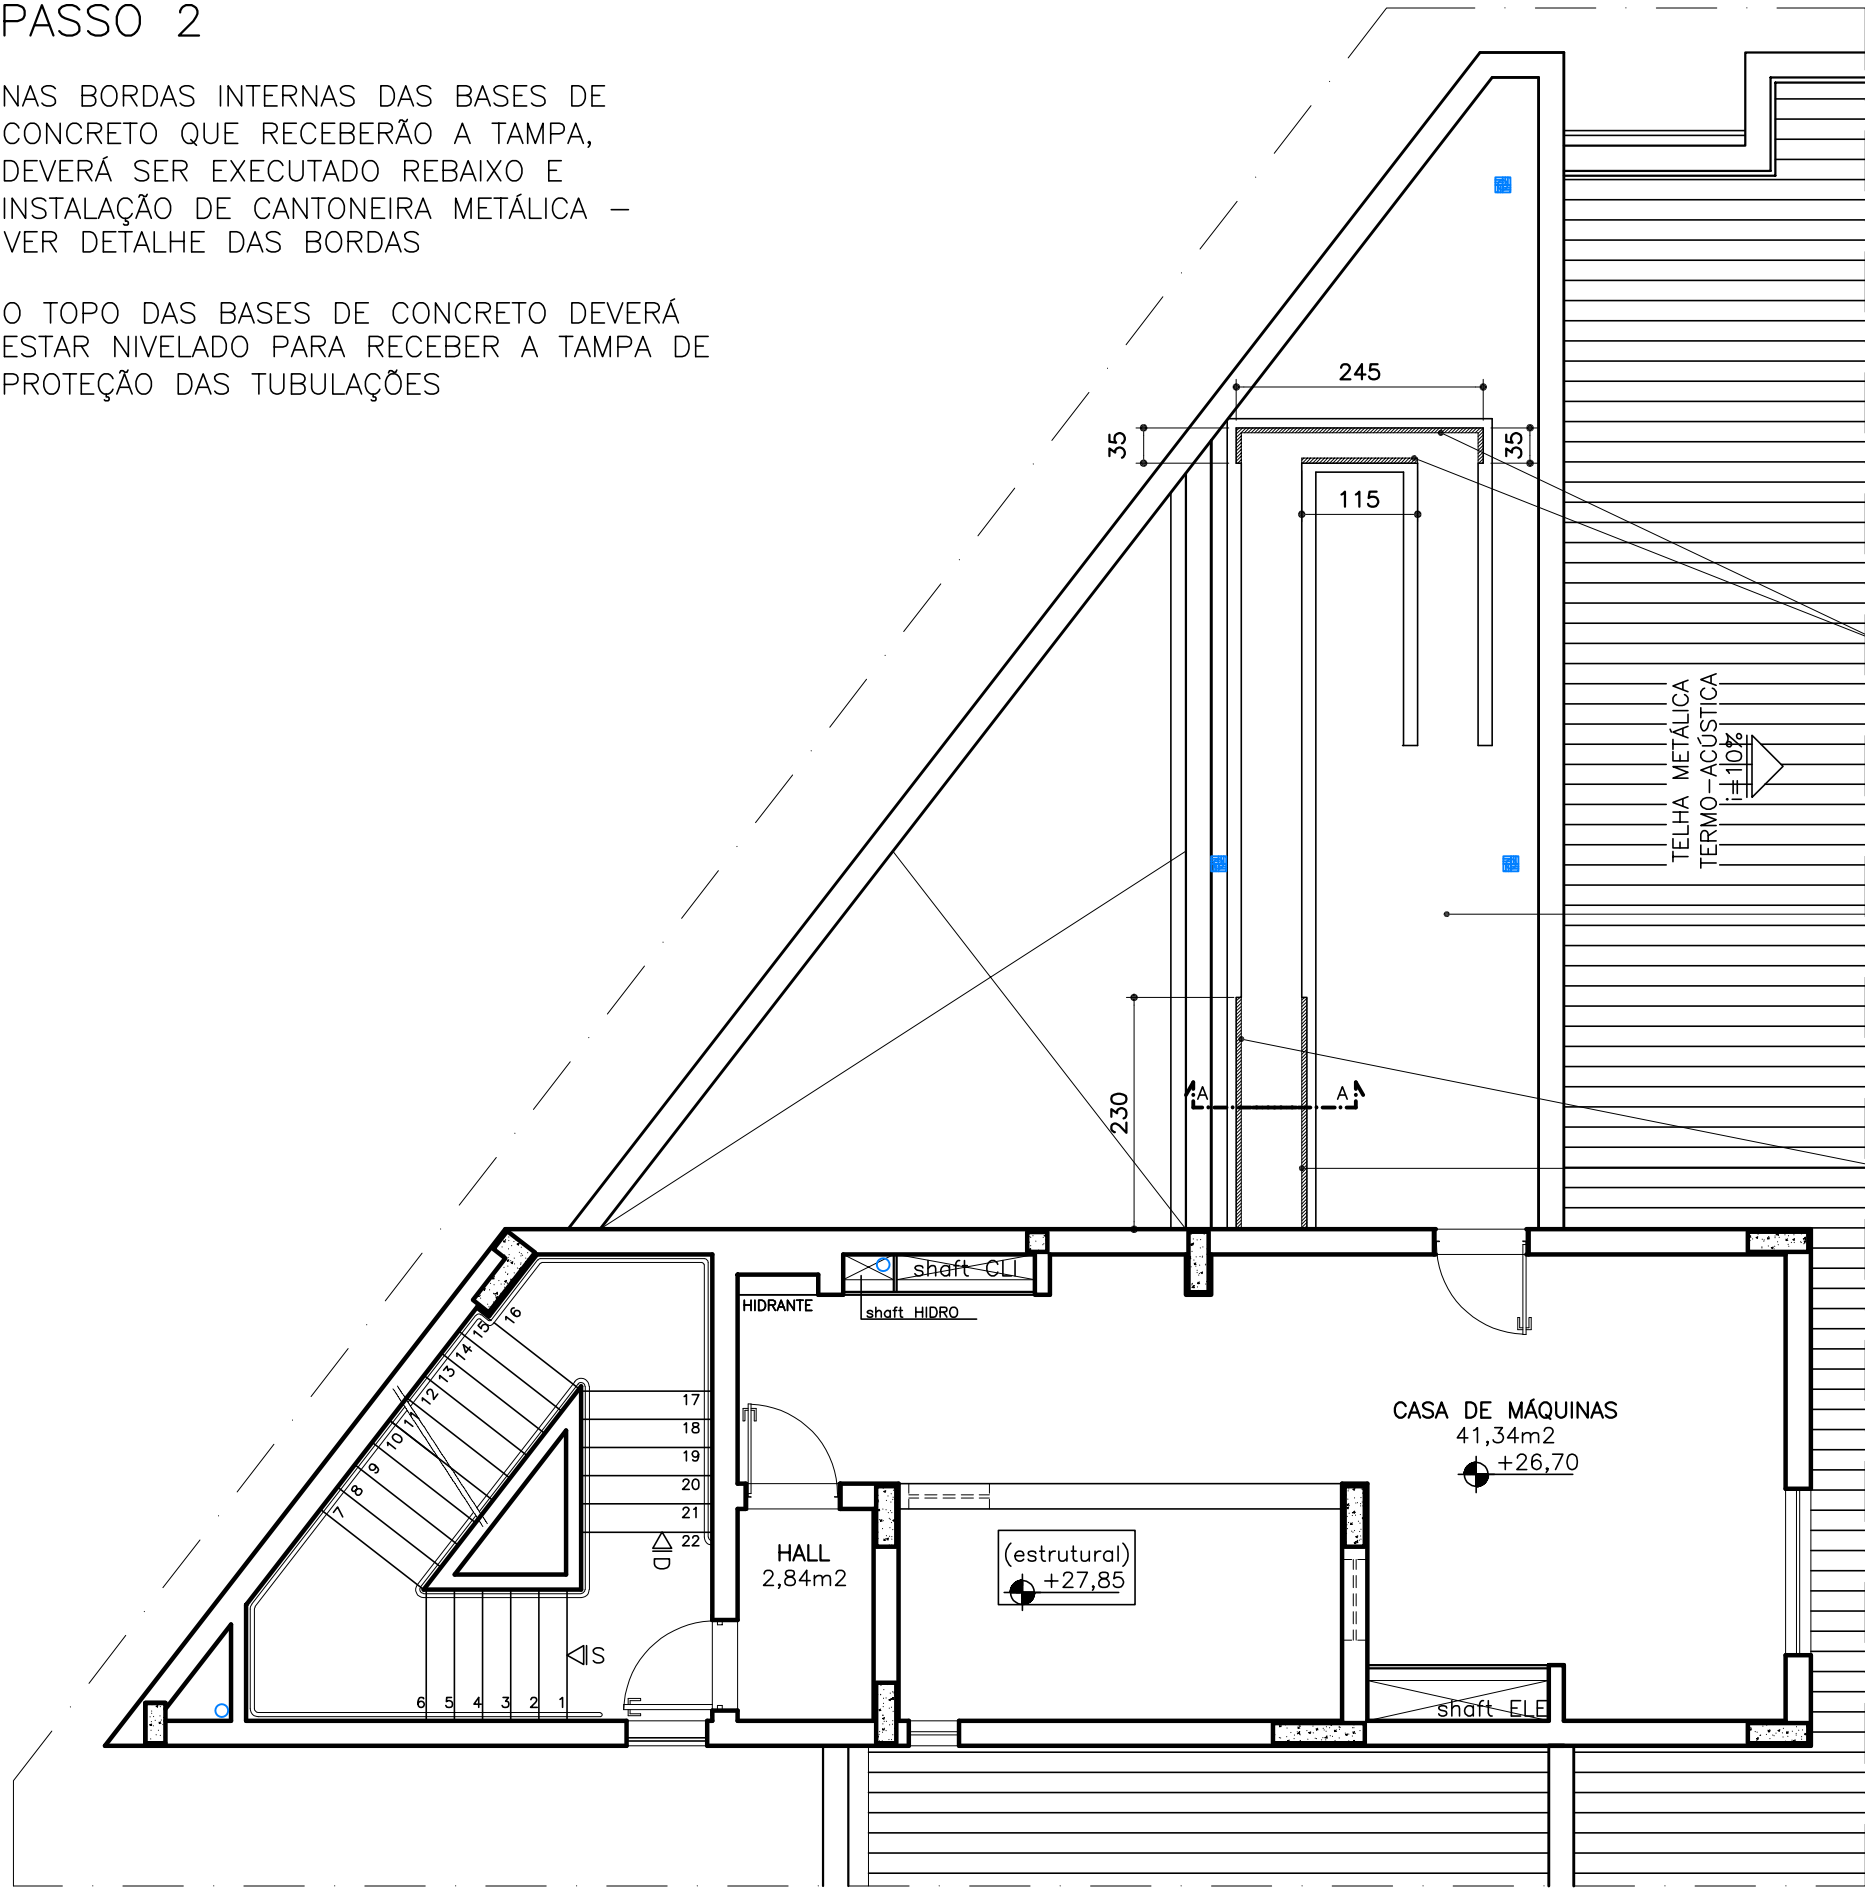 PASSO 2
NAS BORDAS INTERNAS DAS BASES DE
CONCRETO QUE RECEBERÃO A TAMPA,
DEVERÁ SER EXECUTADO REBAIXO E
INSTALAÇÃO DE CANTONEIRA METÁLICA –
VER DETALHE DAS BORDAS
O TOPO DAS BASES DE CONCRETO DEVERÁ
ESTAR NIVELADO PARA RECEBER A TAMPA DE
PROTEÇÃO DAS TUBULAÇÕES
245
35
35
115
TELHA METÁLICA
TERMO-ACÚSTICA
i=10%
230
A
A
shaft CLI
HIDRANTE
shaft HIDRO
16
15
14
13
12
11
10
9
8
7
17
18
19
20
21
22
D
CASA DE MÁQUINAS
41,34m2
+26,70
HALL
2,84m2
(estrutural)
+27,85
S
6
5
4
3
2
1
shaft ELE